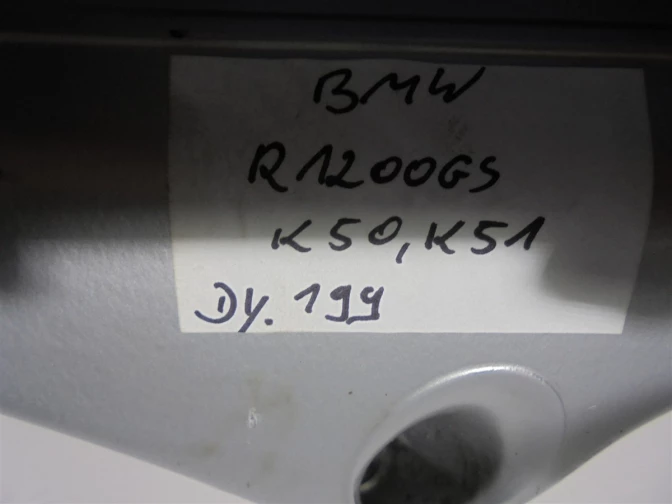 BMW
R1200GS
K50, K51
Dy. 199